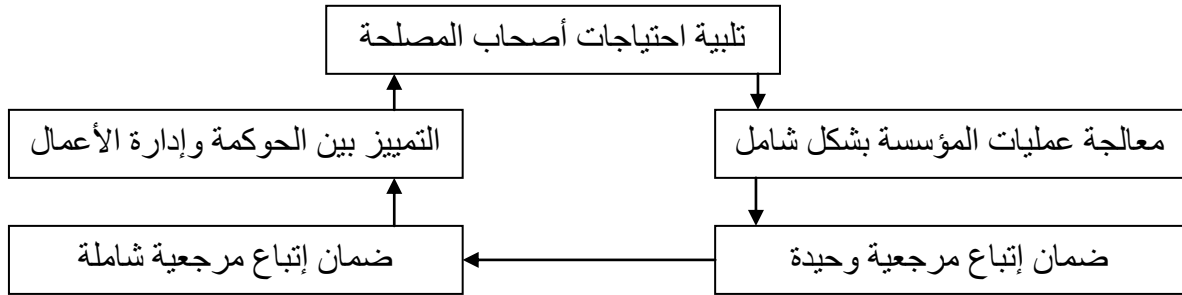 تلبية احتياجات أصحاب المصلحة
التمييز بين الحوكمة وإدارة الأعمال
معالجة عمليات المؤسسة بشكل شامل
ضمان إتباع مرجعية شاملة
ضمان إتباع مرجعية وحيدة